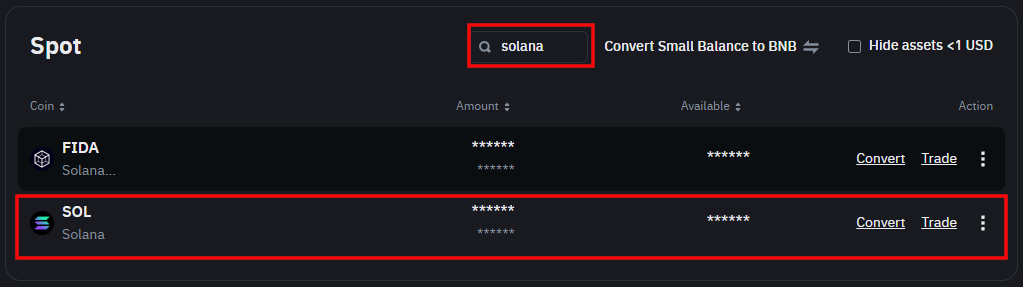 Spot
solana
Convert Small Balance to BNB
Hide assets <1 USD
Coin Amount Available Action
FIDA ****** ****** Convert Trade
Solana... ******
SOL ****** ****** Convert Trade
Solana ******